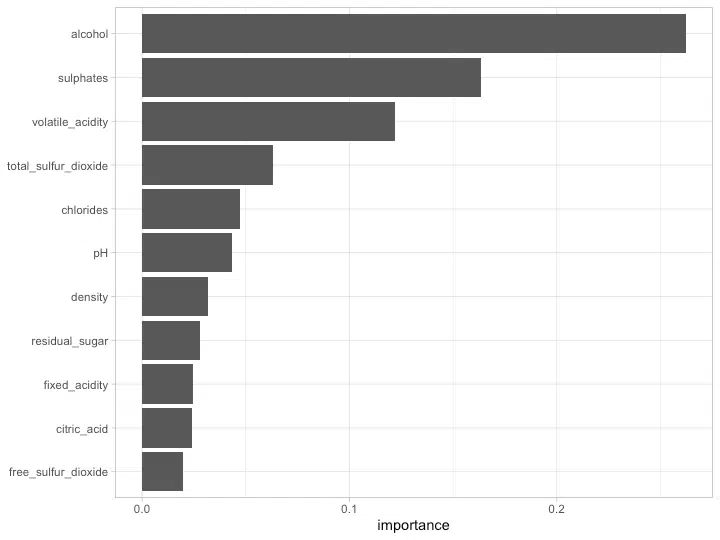 alcohol
sulphates
volatile_acidity
total_sulfur_dioxide
chlorides
pH
density
residual_sugar
fixed_acidity
citric_acid
free_sulfur_dioxide
0.0 0.1 0.2
importance